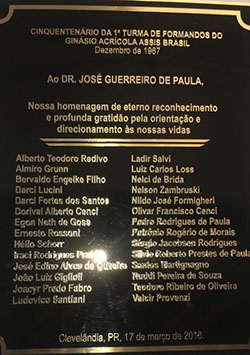 CINQUENTENÁRIO DA 1ª TURMA DE FORMANDOS DO
GINÁSIO AGRÍCOLA ASSIS BRASIL
Dezembro de 1967
Ao DR. JOSÉ GUERREIRO DE PAULA,
Nossa homenagem de eterno reconhecimento
e profunda gratidão pela orientação e
direcionamento às nossas vidas
Alberto Teodoro Redivo
Almiro Grunn
Bervaldo Engelke Filho
Darci Lucini
Darci Fortes dos Santos
Dorival Alberto Cenci
Egon Neth de Goss
Ernesto Rossoni
Hélio Schorr
Iraci Rodrigues
José Edino Alves de Oliveira
João Luiz Giglioli
Joacyr Predo Fabro
Ludovico Santiani
Ladir Salvi
Luiz Carlos Loss
Nelci de Brida
Nelson Zambruski
Nildo José Formigheri
Olivar Francisco Cenci
Pedro Rodrigues de Paula
Petrônio Rogério de Morais
Sérgio Jacobsen Rodrigues
Silvio Roberto Prestes de Paula
Santos Martignagno
Ruddi Pereira de Souza
Teodoro Ribeiro de Oliveira
Valcir Provenzi
Clevelândia, PR, 17 de março de 2018.